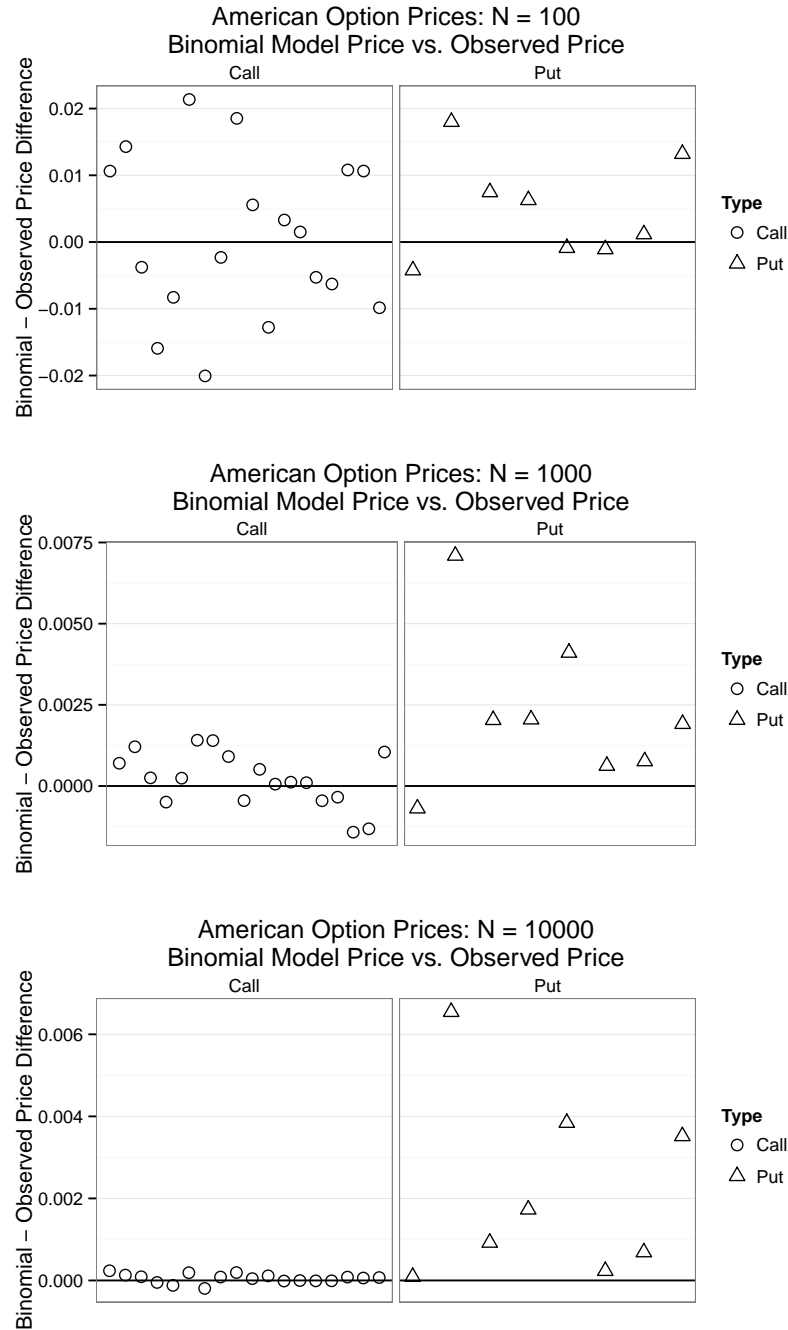 American Option Prices: N = 100
Binomial Model Price vs. Observed Price
Call
Put
Binomial − Observed Price Difference
0.02
0.01
0.00
−0.01
−0.02
Type
Call
Put
American Option Prices: N = 1000
Binomial Model Price vs. Observed Price
Call
Put
Binomial − Observed Price Difference
0.0075
0.0050
0.0025
0.0000
Type
Call
Put
American Option Prices: N = 10000
Binomial Model Price vs. Observed Price
Call
Put
Binomial − Observed Price Difference
0.006
0.004
0.002
0.000
Type
Call
Put